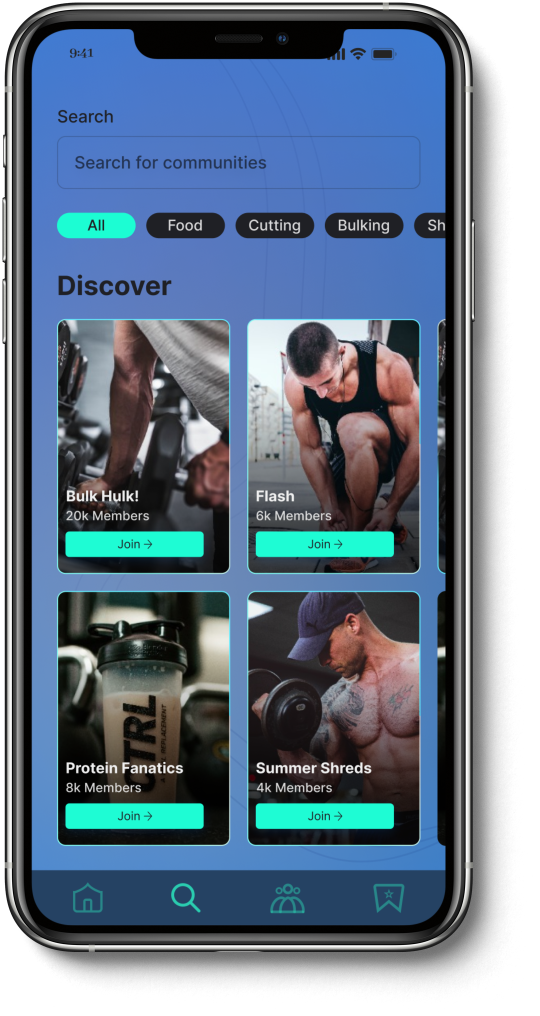 9:41
Search
Search for communities
All Food Cutting Bulking Sh
Discover
Bulk Hulk!
20k Members
Join →
Flash
6k Members
Join →
CTRL
REPLACEMENT
Protein Fanatics
8k Members
Join →
Summer Shreds
4k Members
Join →